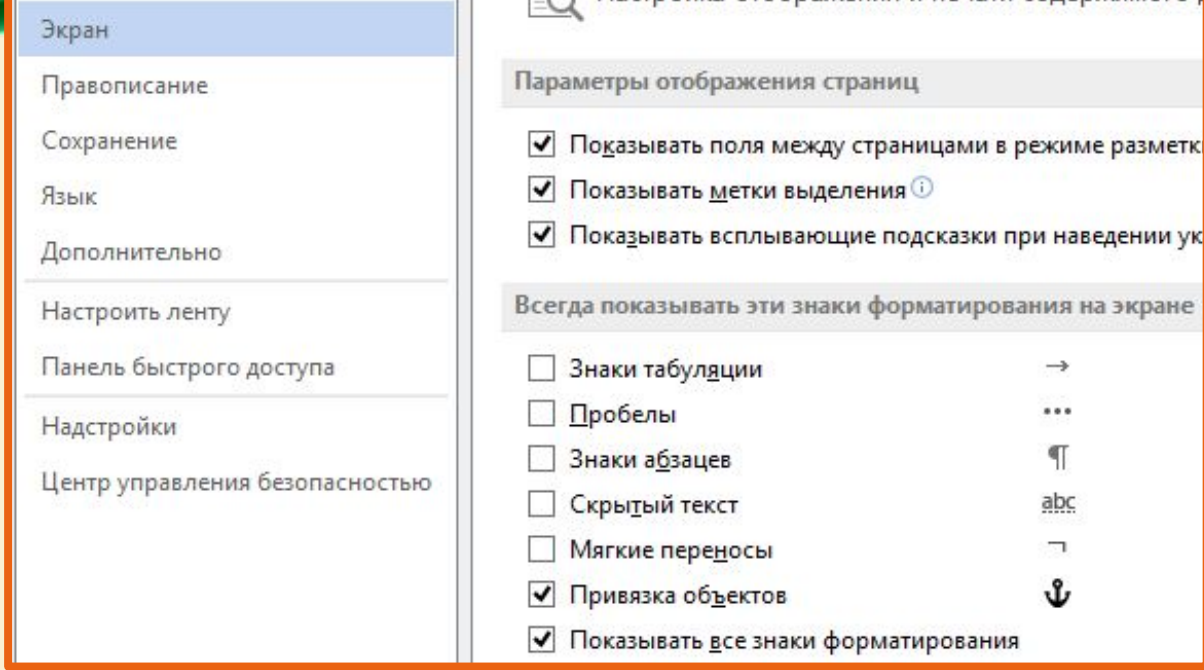 Экран
Правописание
Сохранение
Язык
Дополнительно
Настроить ленту
Панель быстрого доступа
Надстройки
Центр управления безопасностью
Параметры отображения страниц
Показывать поля между страницами в режиме разметк
Показывать метки выделения
Показывать всплывающие подсказки при наведении ук
Всегда показывать эти знаки форматирования на экране
Знаки табуляции →
Пробелы •••
Знаки абзацев ¶
Скрытый текст abc
Мягкие переносы ¬
Привязка объектов
Показывать все знаки форматирования